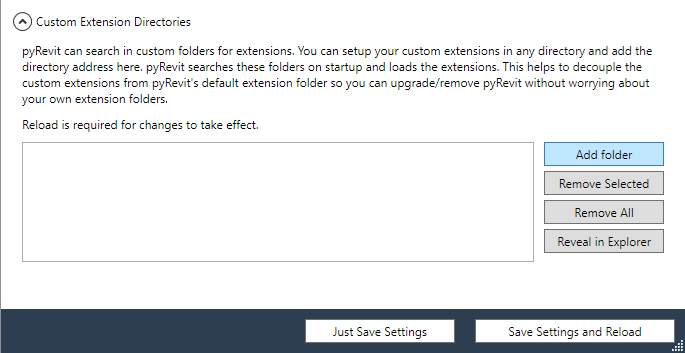 Custom Extension Directories
pyRevit can search in custom folders for extensions. You can setup your custom extensions in any directory and add the
directory address here. pyRevit searches these folders on startup and loads the extensions. This helps to decouple the
custom extensions from pyRevit's default extension folder so you can upgrade/remove pyRevit without worrying about
your own extension folders.
Reload is required for changes to take effect.
Add folder
Remove Selected
Remove All
Reveal in Explorer
Just Save Settings
Save Settings and Reload